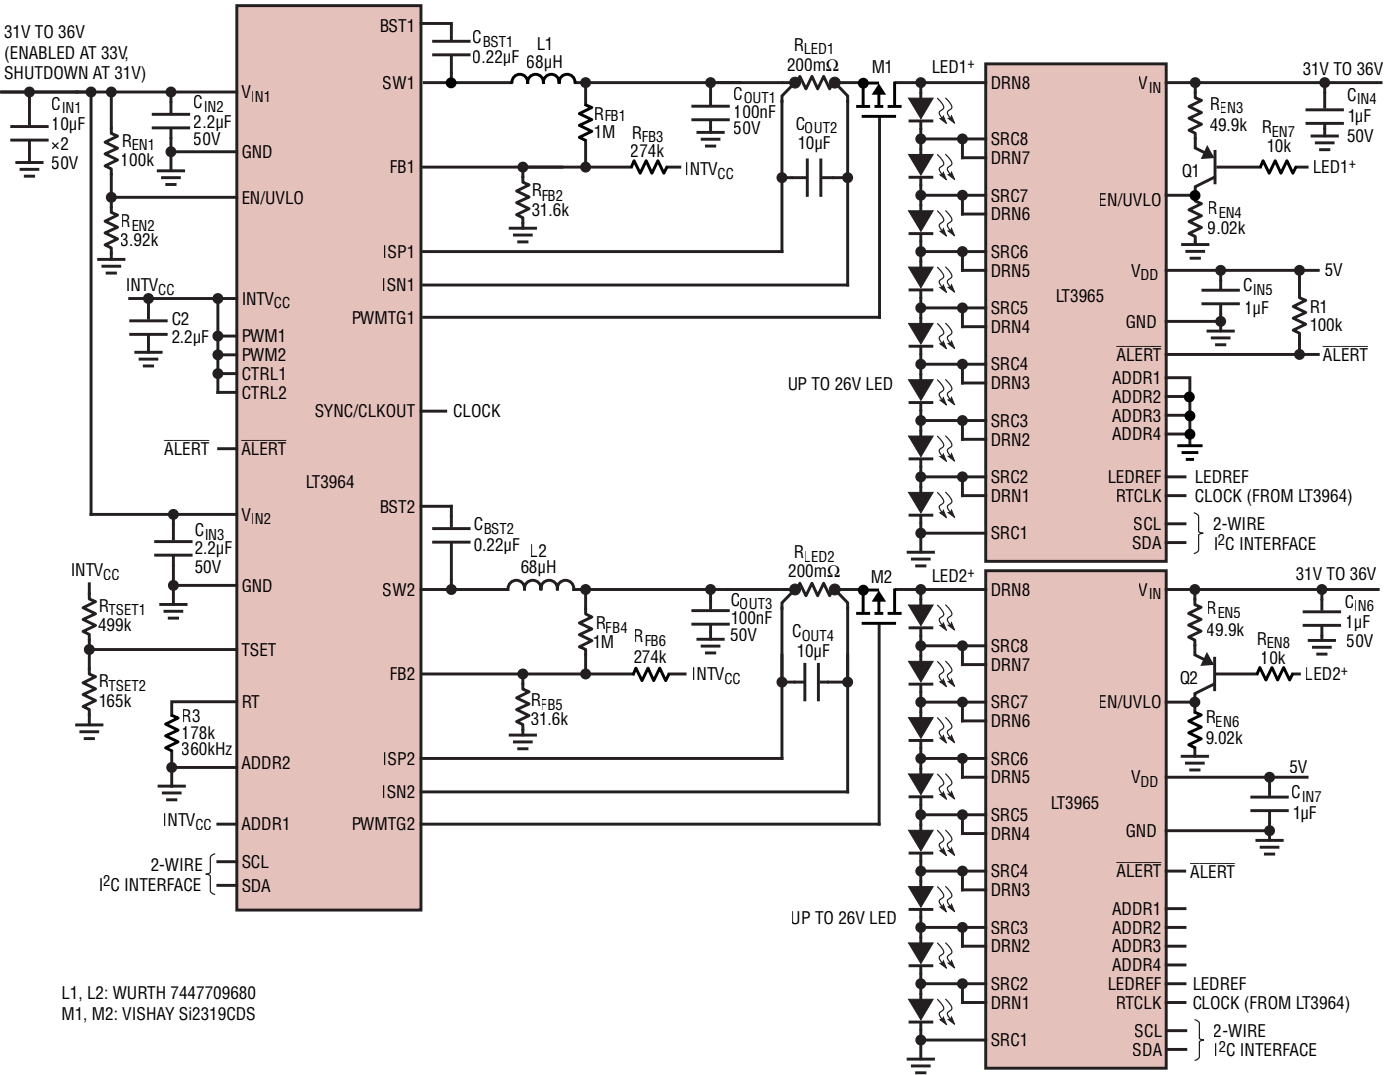 31V TO 36V
(ENABLED AT 33V,
SHUTDOWN AT 31V)
CIN1
10µF
×2
50V
REN1
100k
CIN2
2.2µF
50V
REN2
3.92k
INTVCC
C2
2.2µF
ALERT
CIN3
2.2µF
50V
INTVCC
RTSET1
499k
RTSET2
165k
R3
178k
360kHz
INTVCC
2-WIRE
I2C INTERFACE
VIN1
GND
EN/UVLO
INTVCC
PWM1
PWM2
CTRL1
CTRL2
ALERT
VIN2
GND
TSET
RT
ADDR2
ADDR1
SCL
SDA
LT3964
BST1
SW1
FB1
ISP1
ISN1
PWMTG1
SYNC/CLKOUT
CLOCK
BST2
SW2
FB2
ISP2
ISN2
PWMTG2
CBST1
0.22µF
L1
68µH
RFB1
1M
RFB3
274k
INTVCC
RFB2
31.6k
COUT1
100nF
50V
RLED1
200mΩ
COUT2
10µF
M1
LED1+
UP TO 26V LED
CBST2
0.22µF
L2
68µH
RFB4
1M
RFB6
274k
INTVCC
RFB5
31.6k
COUT3
100nF
50V
RLED2
200mΩ
COUT4
10µF
M2
LED2+
UP TO 26V LED
DRN8
SRC8
DRN7
SRC7
DRN6
SRC6
DRN5
SRC5
DRN4
SRC4
DRN3
SRC3
DRN2
SRC2
DRN1
SRC1
LT3965
VIN
EN/UVLO
VDD
GND
ALERT
ADDR1
ADDR2
ADDR3
ADDR4
LEDREF
RTCLK
SCL
SDA
31V TO 36V
REN3
49.9k
CIN4
1µF
50V
REN7
10k
LED1+
Q1
REN4
9.02k
5V
CIN5
1µF
R1
100k
ALERT
LEDREF
CLOCK (FROM LT3964)
2-WIRE
I2C INTERFACE
DRN8
SRC8
DRN7
SRC7
DRN6
SRC6
DRN5
SRC5
DRN4
SRC4
DRN3
SRC3
DRN2
SRC2
DRN1
SRC1
LT3965
VIN
EN/UVLO
VDD
GND
ALERT
ADDR1
ADDR2
ADDR3
ADDR4
LEDREF
RTCLK
SCL
SDA
31V TO 36V
REN5
49.9k
CIN6
1µF
50V
REN8
10k
LED2+
Q2
REN6
9.02k
5V
CIN7
1µF
ALERT
LEDREF
CLOCK (FROM LT3964)
2-WIRE
I2C INTERFACE
L1, L2: WURTH 7447709680
M1, M2: VISHAY Si2319CDS